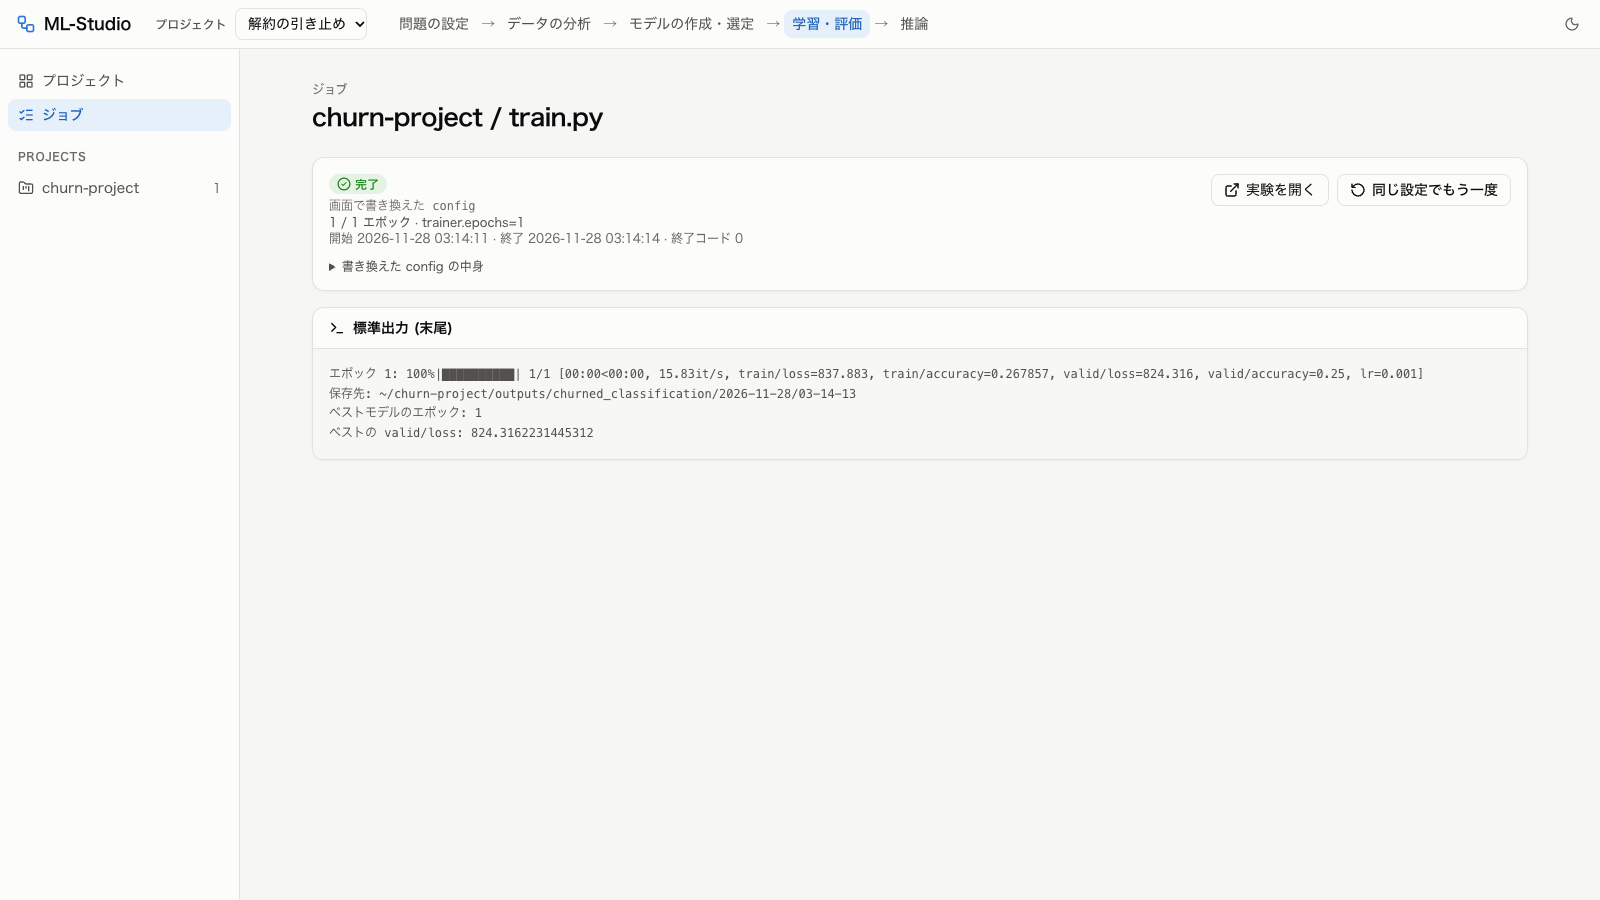 ML-Studio
プロジェクト
解約の引き止め
問題の設定 → データの分析 → モデルの作成・選定 → 学習・評価 → 推論
プロジェクト
ジョブ
PROJECTS
churn-project 1
ジョブ
churn-project / train.py
完了
画面で書き換えた config
1 / 1 エポック · trainer.epochs=1
開始 2026-11-28 03:14:11 · 終了 2026-11-28 03:14:14 · 終了コード 0
書き換えた config の中身
実験を開く
同じ設定でもう一度
標準出力 (末尾)
エポック 1: 100%|██████████| 1/1 [00:00<00:00, 15.83it/s, train/loss=837.883, train/accuracy=0.267857, valid/loss=824.316, valid/accuracy=0.25, lr=0.001]
保存先: ~/churn-project/outputs/churned_classification/2026-11-28/03-14-13
ベストモデルのエポック: 1
ベストの valid/loss: 824.3162231445312